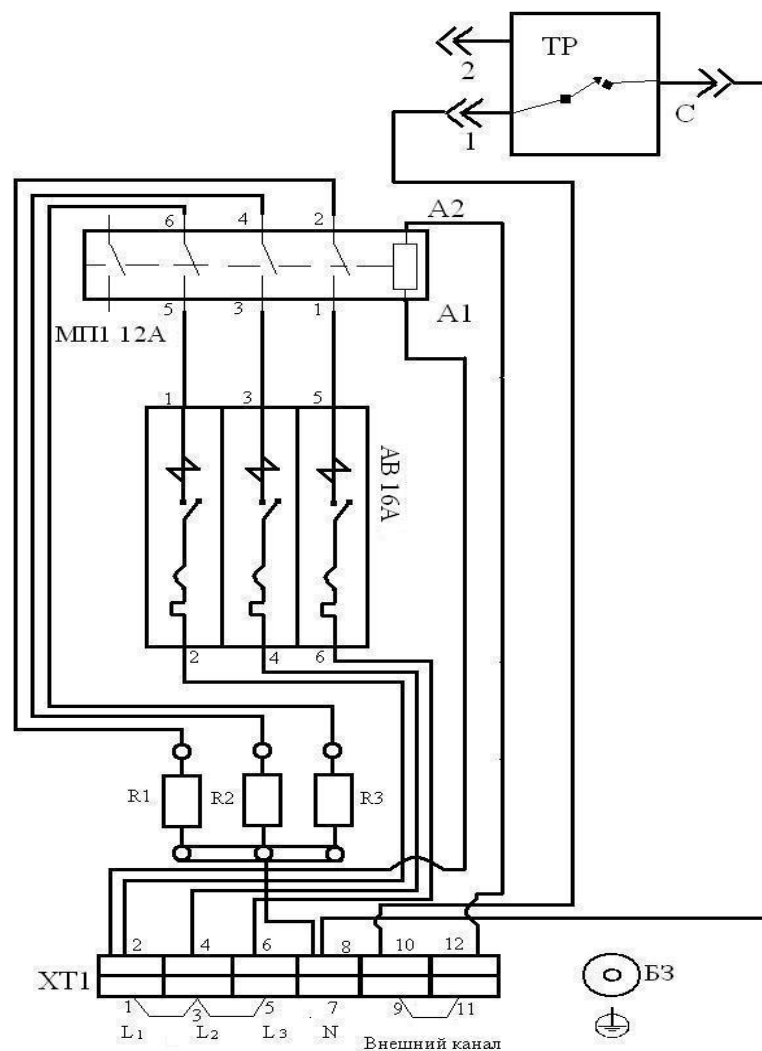 ТР
2
1
С
6 4 2
А2
5 3 1
А1
МП1 12А
1 3 5
АВ 16А
2 4 6
R1 R2 R3
2 4 6 8 10 12
ХТ1
1 3 5 7 9 11
L1 L2 L3 N
Внешний канал
БЗ